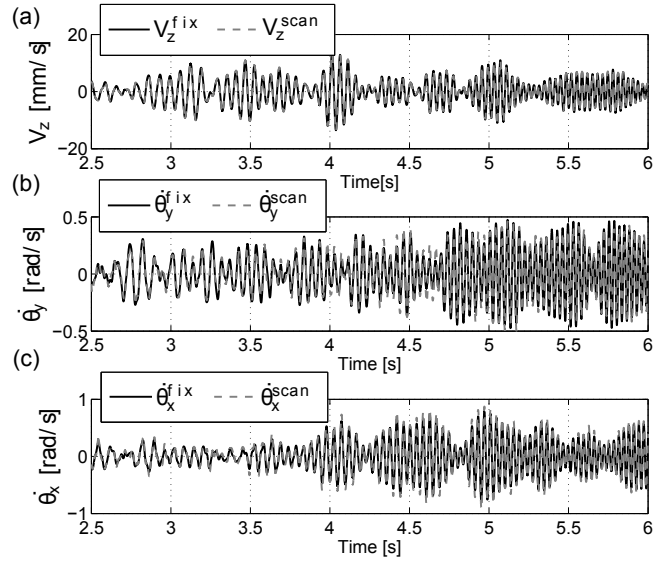 (a)
V_z^fix V_z^scan
20
0
-20
V_z [mm/s]
2.5 3 3.5 4 4.5 5 5.5 6
Time[s]
(b)
θ̇_y^fix θ̇_y^scan
0.5
0
-0.5
θ̇_y [rad/s]
2.5 3 3.5 4 4.5 5 5.5 6
Time [s]
(c)
θ̇_x^fix θ̇_x^scan
1
0
-1
θ̇_x [rad/s]
2.5 3 3.5 4 4.5 5 5.5 6
Time [s]